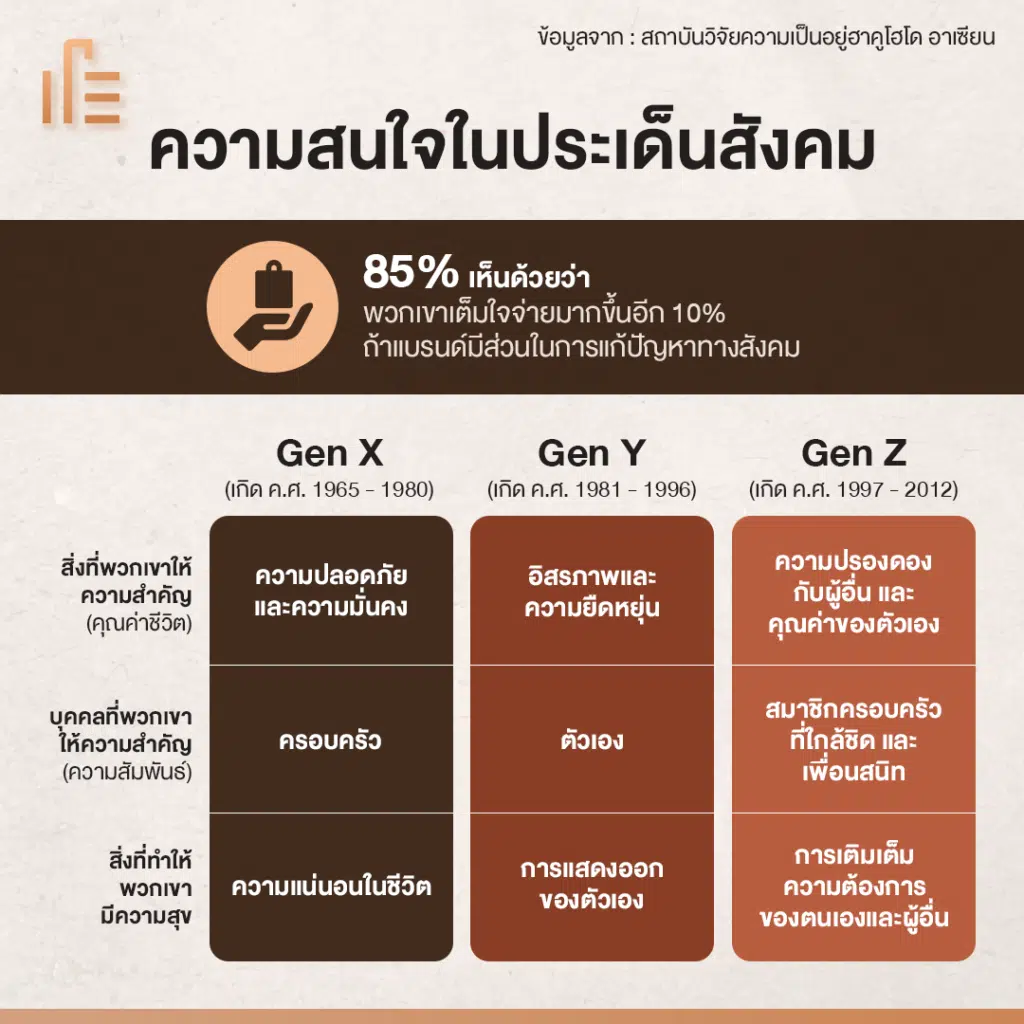 ข้อมูลจาก : สถาบันวิจัยความเป็นอยู่ฮาคูโฮโด อาเซียน
ความสนใจในประเด็นสังคม
85% เห็นด้วยว่า
พวกเขาเต็มใจจ่ายมากขึ้นอีก 10%
ถ้าแบรนด์มีส่วนในการแก้ปัญหาทางสังคม
Gen X
(เกิด ค.ศ. 1965 - 1980)
Gen Y
(เกิด ค.ศ. 1981 - 1996)
Gen Z
(เกิด ค.ศ. 1997 - 2012)
สิ่งที่พวกเขาให้
ความสำคัญ
(คุณค่าชีวิต)
ความปลอดภัย
และความมั่นคง
อิสรภาพและ
ความยืดหยุ่น
ความปรองดอง
กับผู้อื่น และ
คุณค่าของตัวเอง
บุคคลที่พวกเขา
ให้ความสำคัญ
(ความสัมพันธ์)
ครอบครัว
ตัวเอง
สมาชิกครอบครัว
ที่ใกล้ชิด และ
เพื่อนสนิท
สิ่งที่ทำให้
พวกเขา
มีความสุข
ความแน่นอนในชีวิต
การแสดงออก
ของตัวเอง
การเติมเต็ม
ความต้องการ
ของตนเองและผู้อื่น